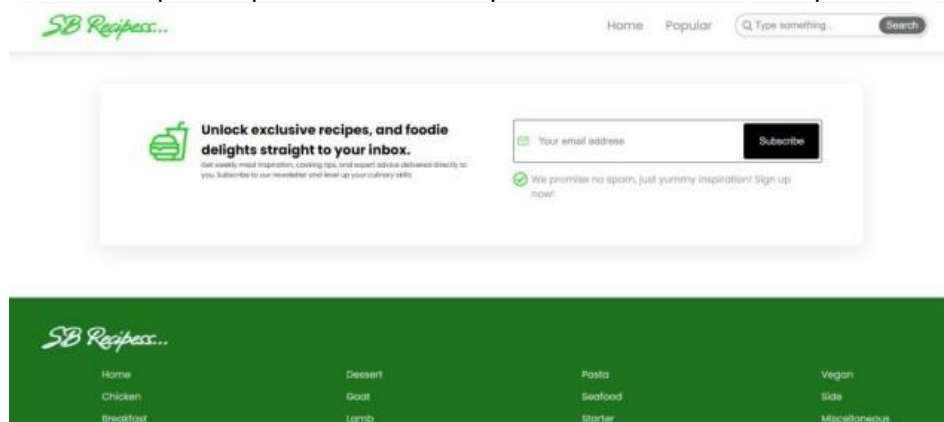 SB Recipess...
Home Popular Type something... Search
Unlock exclusive recipes, and foodie
delights straight to your inbox.
Get weekly meal inspiration, cooking tips, and expert advice delivered directly to
you. Subscribe to our newsletter and level up your culinary skills
Your email address Subscribe
We promise no spam, just yummy inspiration! Sign up
now!
SB Recipess...
Home Dessert Pasta Vegan
Chicken Goat Seafood Side
Breakfast Lamb Starter Miscellaneous